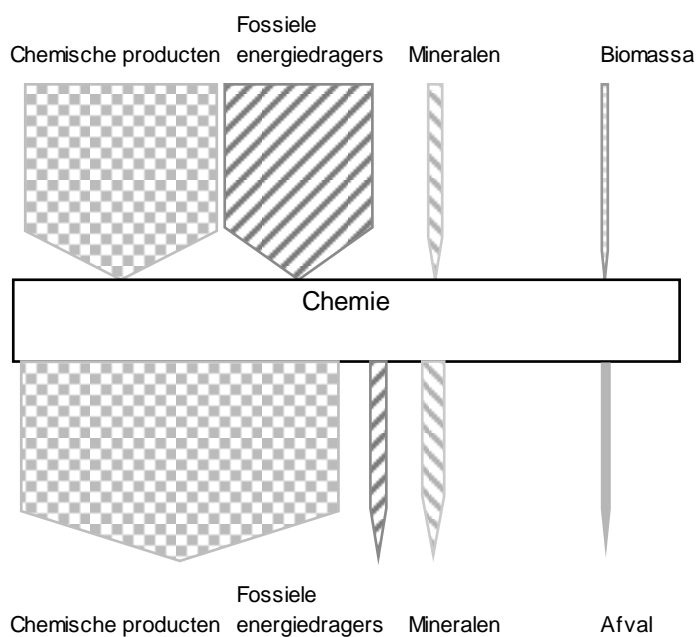 Fossiele
Chemische producten energiedragers Mineralen Biomassa
Chemie
Fossiele
Chemische producten energiedragers Mineralen Afval